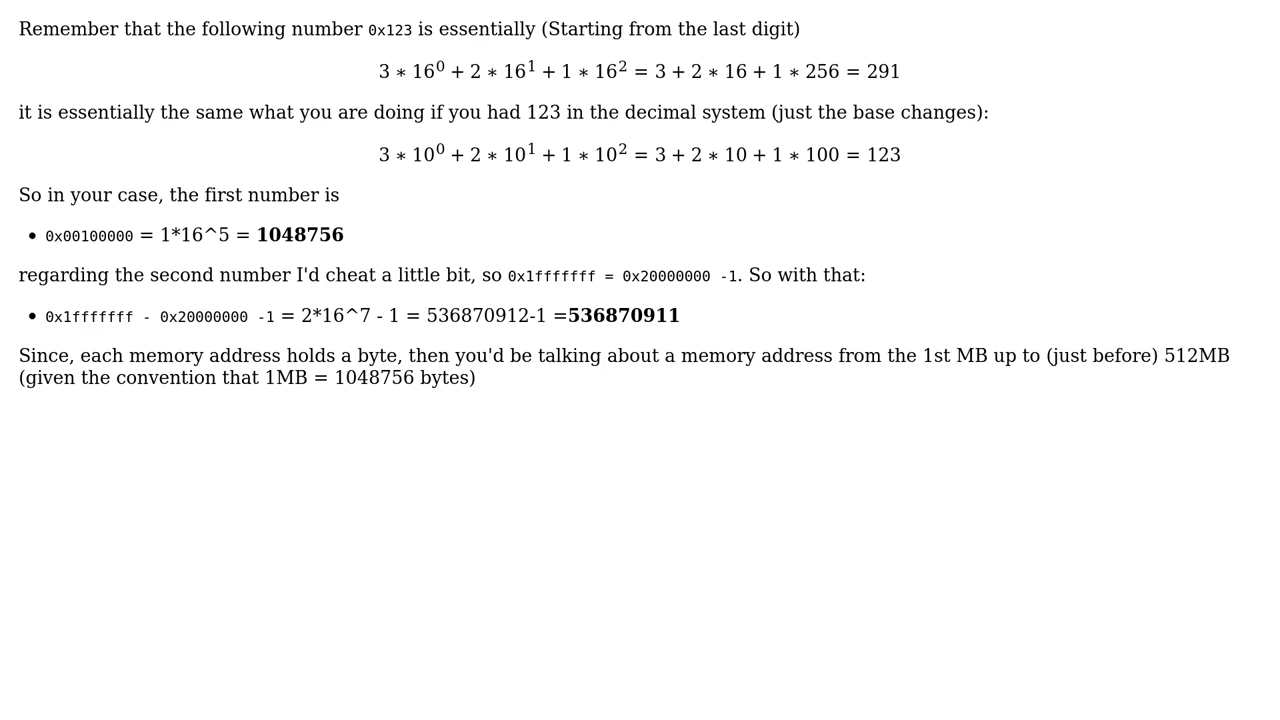 Remember that the following number 0x123 is essentially (Starting from the last digit)
3 ∗ 16⁰ + 2 ∗ 16¹ + 1 ∗ 16² = 3 + 2 ∗ 16 + 1 ∗ 256 = 291
it is essentially the same what you are doing if you had 123 in the decimal system (just the base changes):
3 ∗ 10⁰ + 2 ∗ 10¹ + 1 ∗ 10² = 3 + 2 ∗ 10 + 1 ∗ 100 = 123
So in your case, the first number is
• 0x00100000 = 1*16^5 = 1048756
regarding the second number I'd cheat a little bit, so 0x1fffffff = 0x20000000 -1. So with that:
• 0x1fffffff - 0x20000000 -1 = 2*16^7 - 1 = 536870912-1 =536870911
Since, each memory address holds a byte, then you'd be talking about a memory address from the 1st MB up to (just before) 512MB
(given the convention that 1MB = 1048756 bytes)